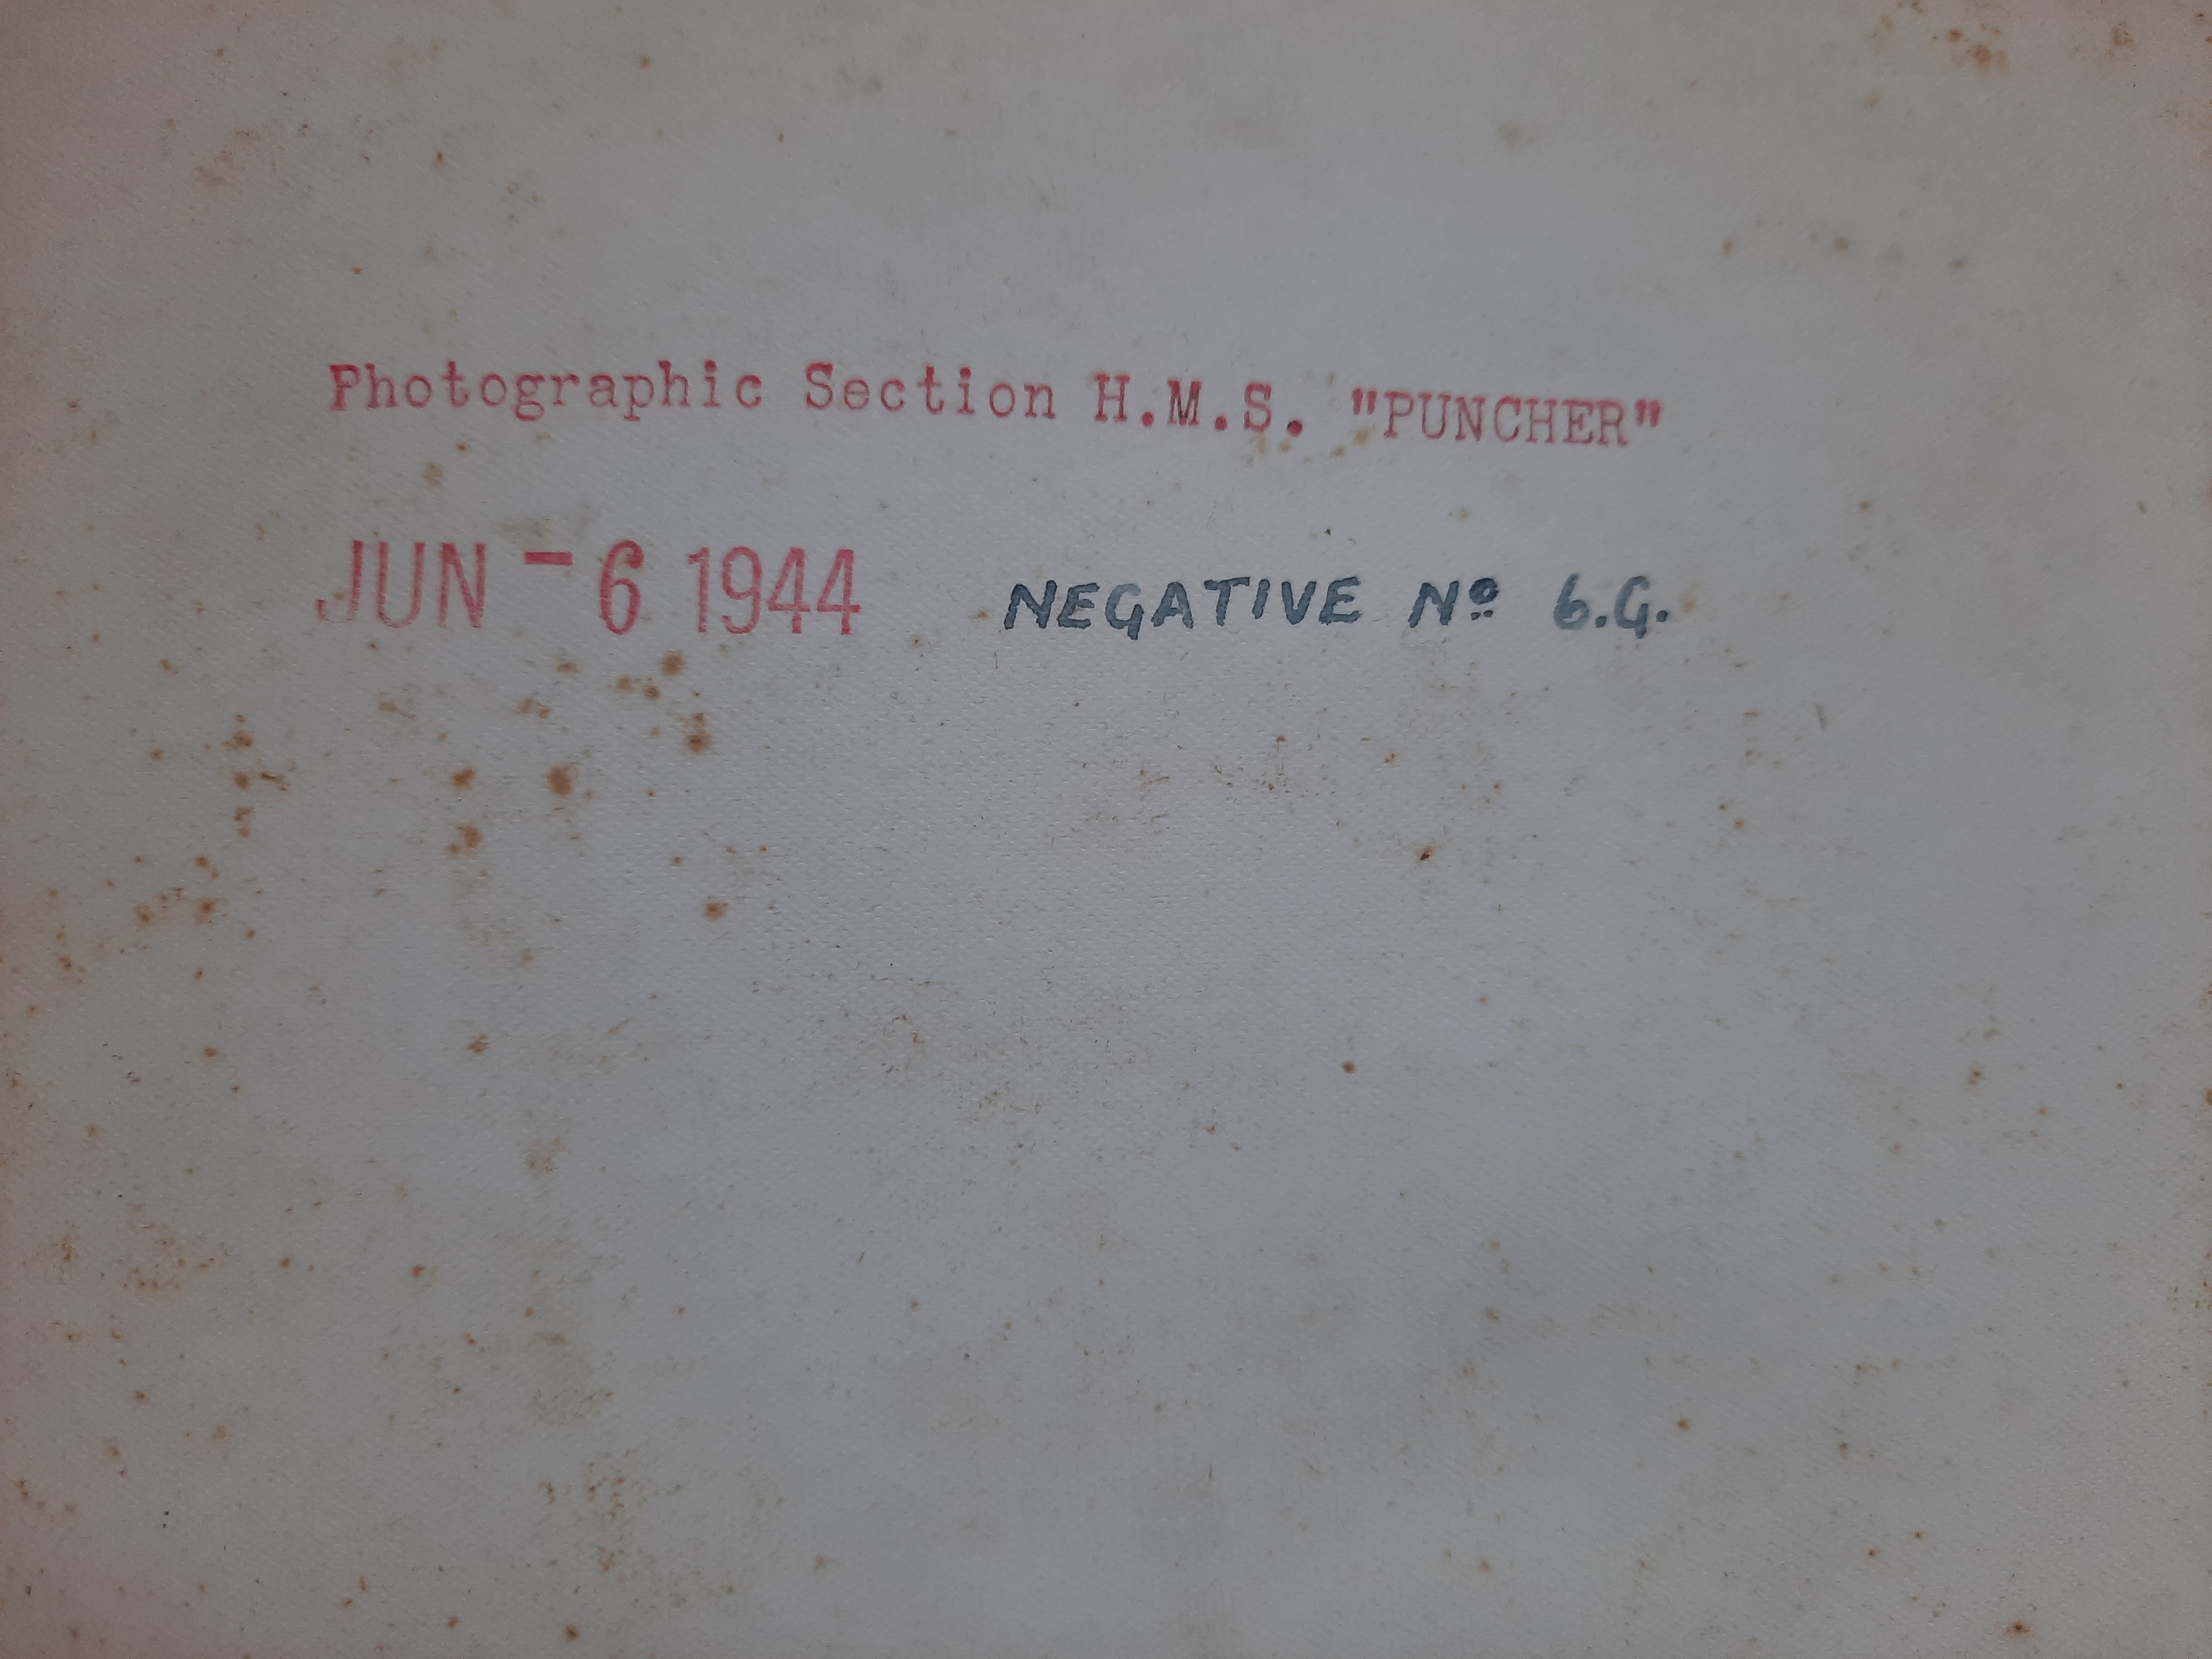 Photographic Section H.M.S. "PUNCHER"
JUN - 6 1944 NEGATIVE Nº 6.G.